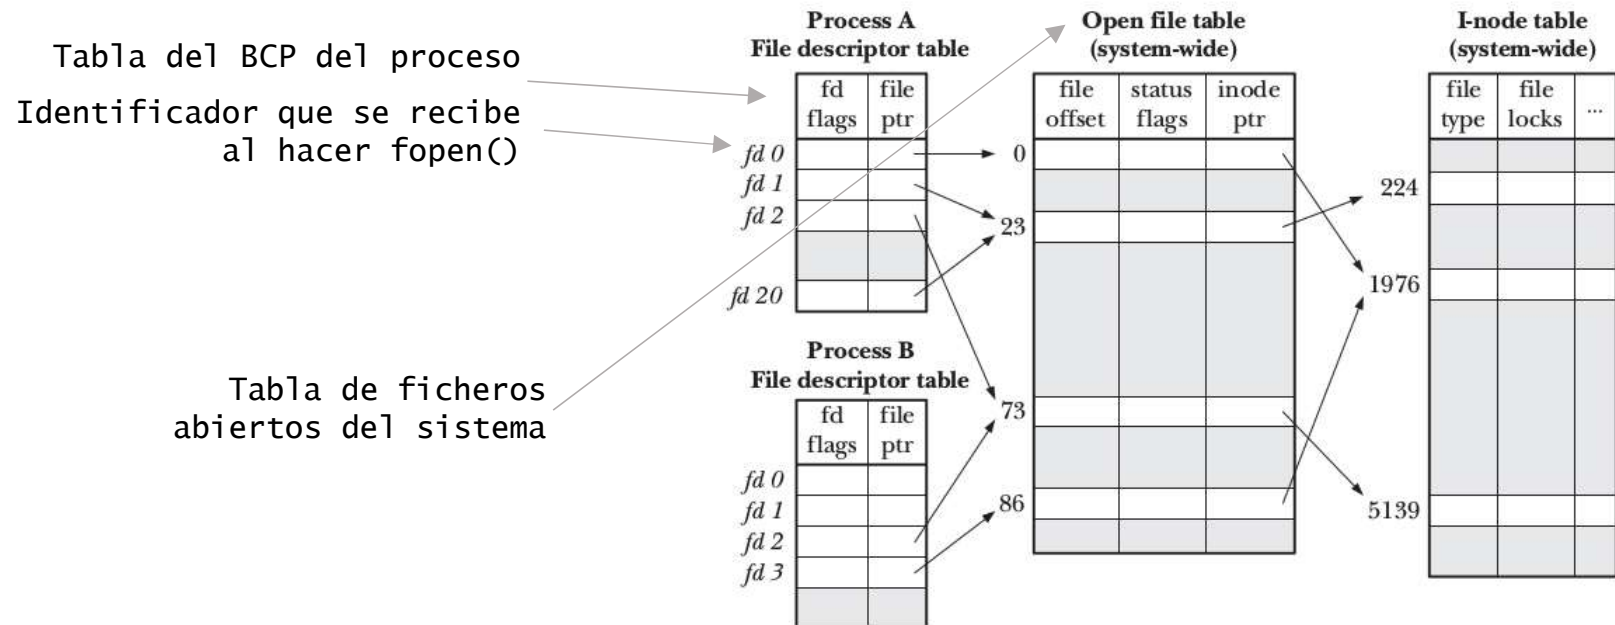 Tabla del BCP del proceso
Identificador que se recibe
al hacer fopen()
Tabla de ficheros
abiertos del sistema
Process A
File descriptor table
fd file
flags ptr
fd 0
fd 1
fd 2
fd 20
Process B
File descriptor table
fd file
flags ptr
fd 0
fd 1
fd 2
fd 3
Open file table
(system-wide)
file status inode
offset flags ptr
0
23
73
86
I-node table
(system-wide)
file file ...
type locks
224
1976
5139